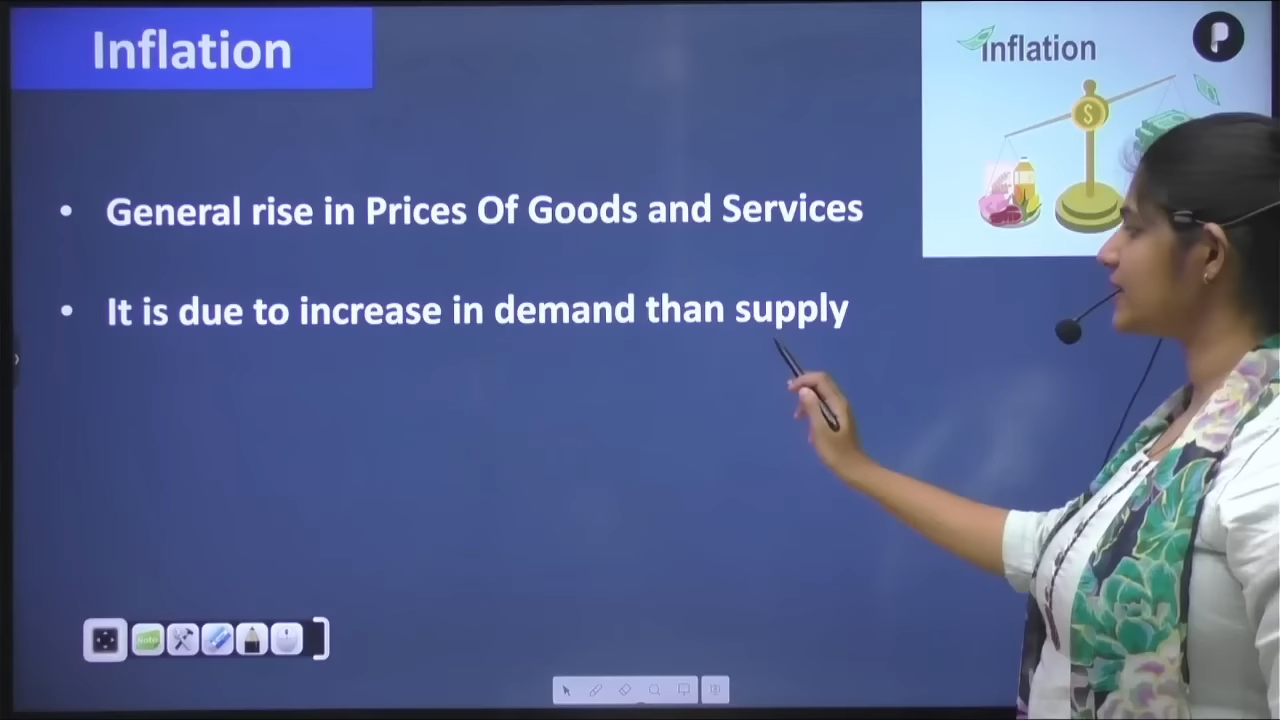 Inflation
Inflation
• General rise in Prices Of Goods and Services
• It is due to increase in demand than supply
$
P
Note